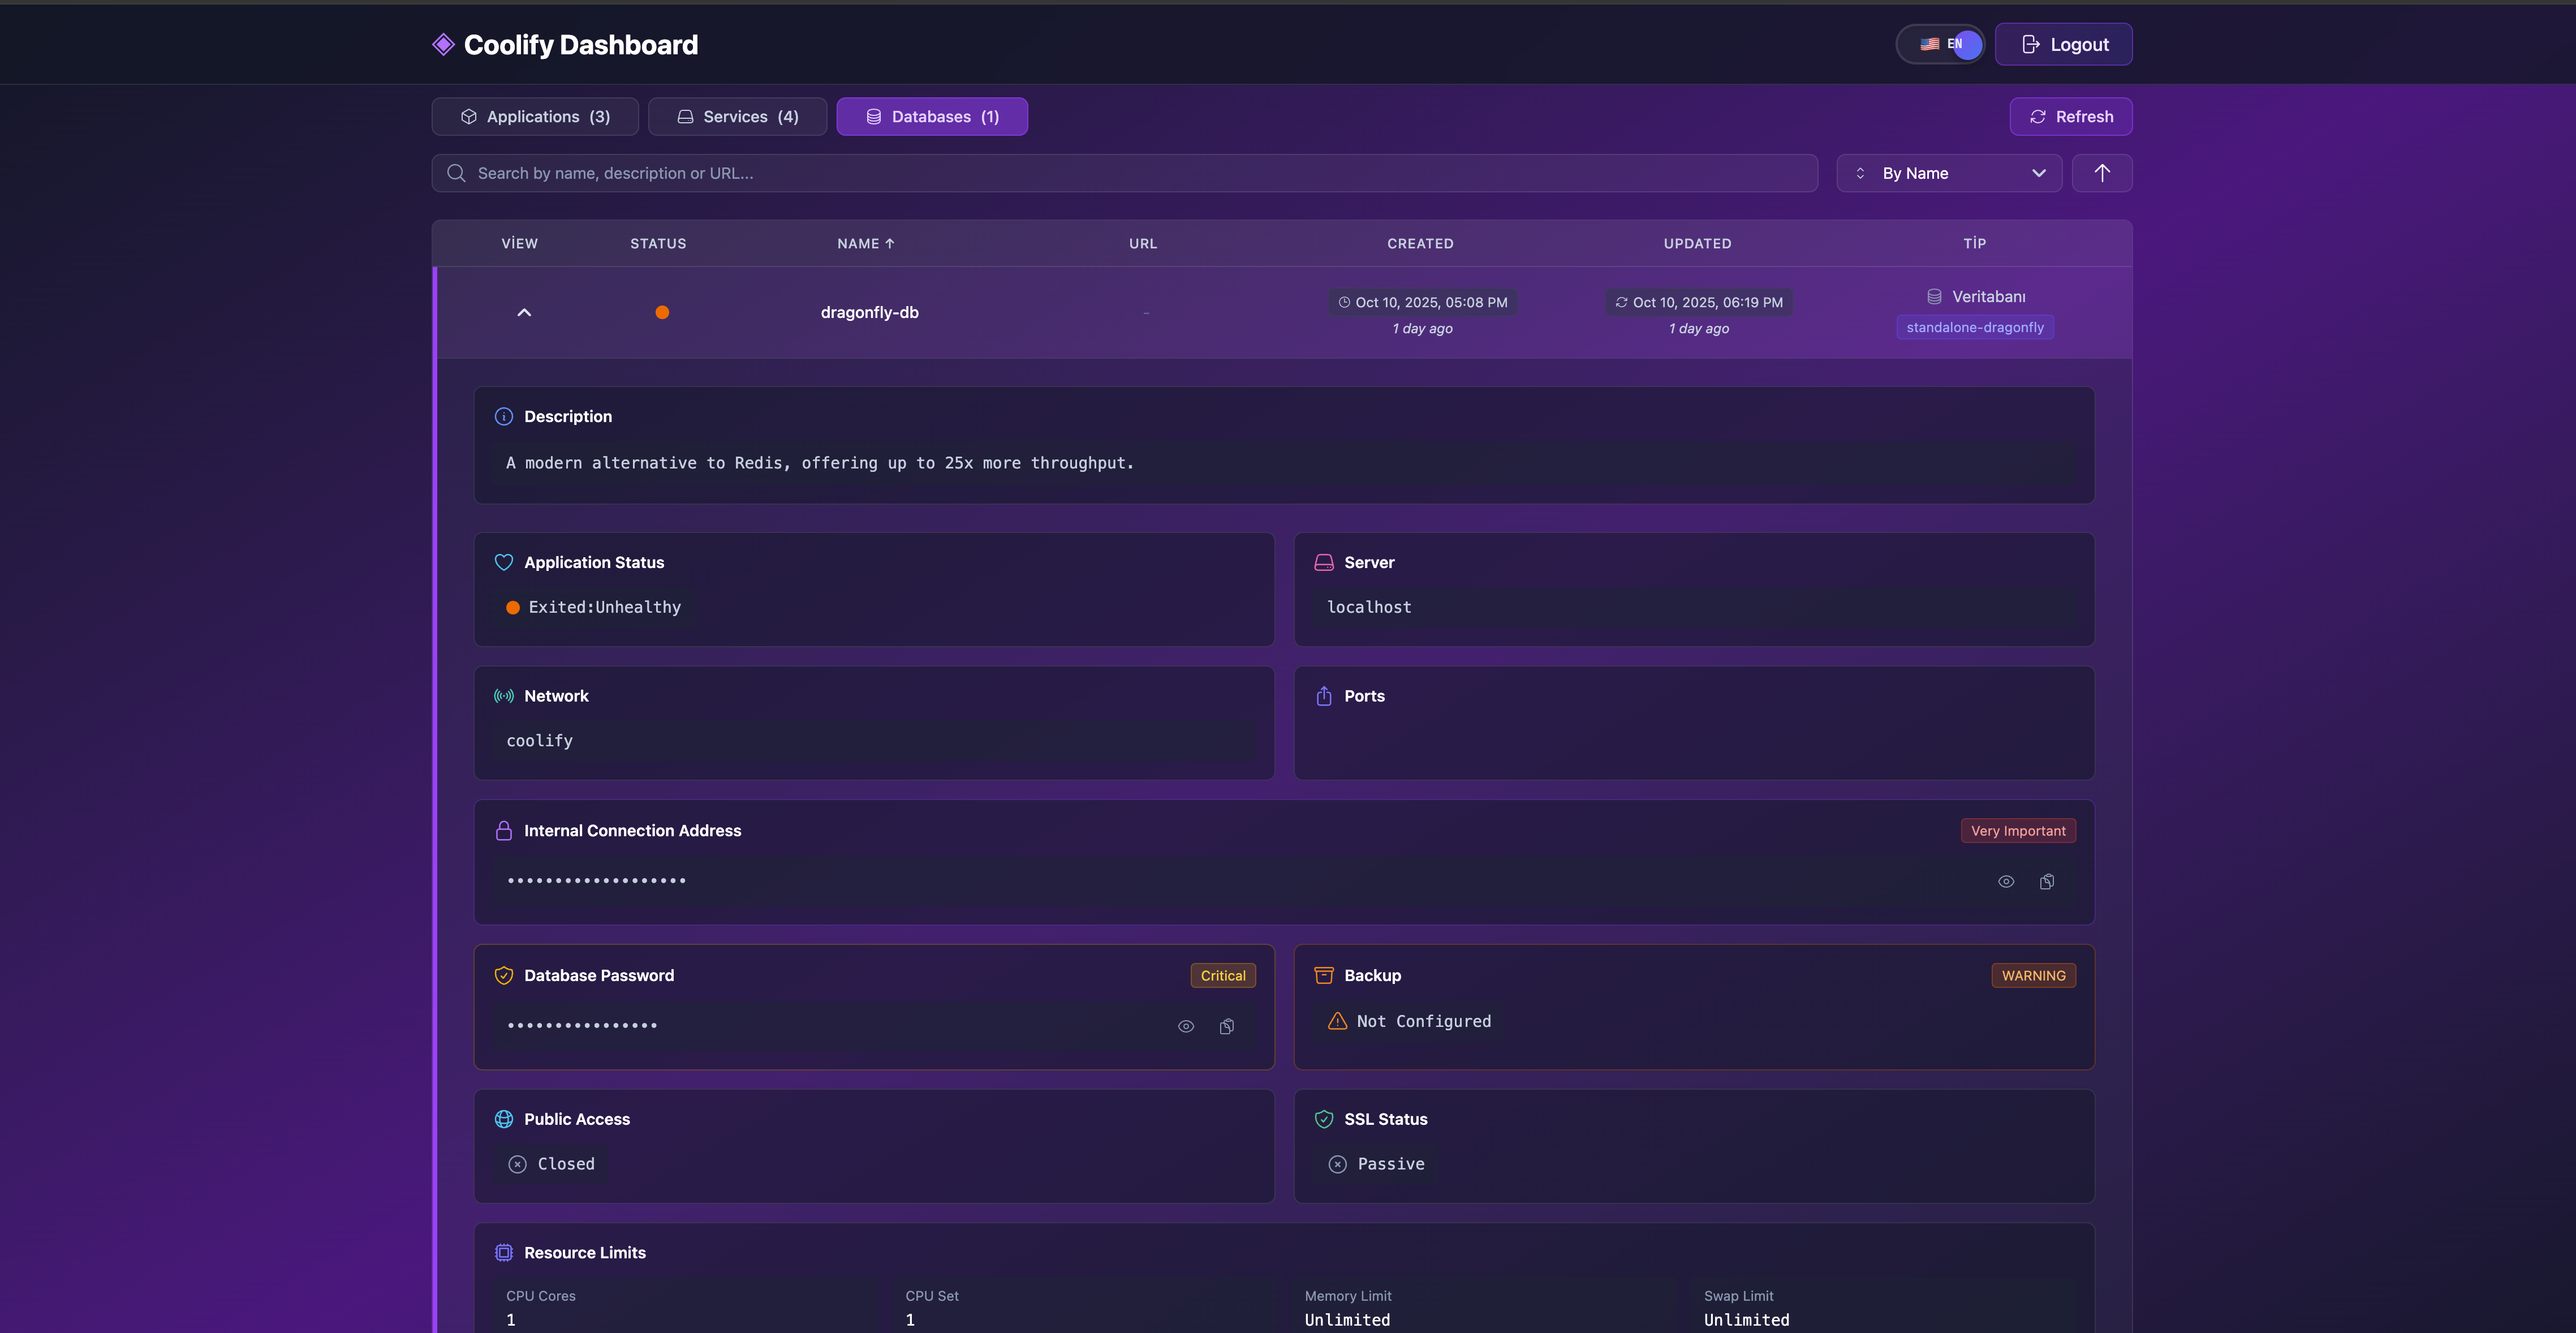 Coolify Dashboard
🇺🇸 EN
Logout
Applications (3)
Services (4)
Databases (1)
Refresh
Search by name, description or URL...
By Name
VİEW STATUS NAME ↑ URL CREATED UPDATED TİP
dragonfly-db
-
Oct 10, 2025, 05:08 PM
1 day ago
Oct 10, 2025, 06:19 PM
1 day ago
Veritabanı
standalone-dragonfly
Description
A modern alternative to Redis, offering up to 25x more throughput.
Application Status
Exited:Unhealthy
Server
localhost
Network
coolify
Ports
Internal Connection Address
Very Important
•••••••••••••••••••
Database Password
Critical
••••••••••••••••
Backup
WARNING
Not Configured
Public Access
Closed
SSL Status
Passive
Resource Limits
CPU Cores
1
CPU Set
1
Memory Limit
Unlimited
Swap Limit
Unlimited